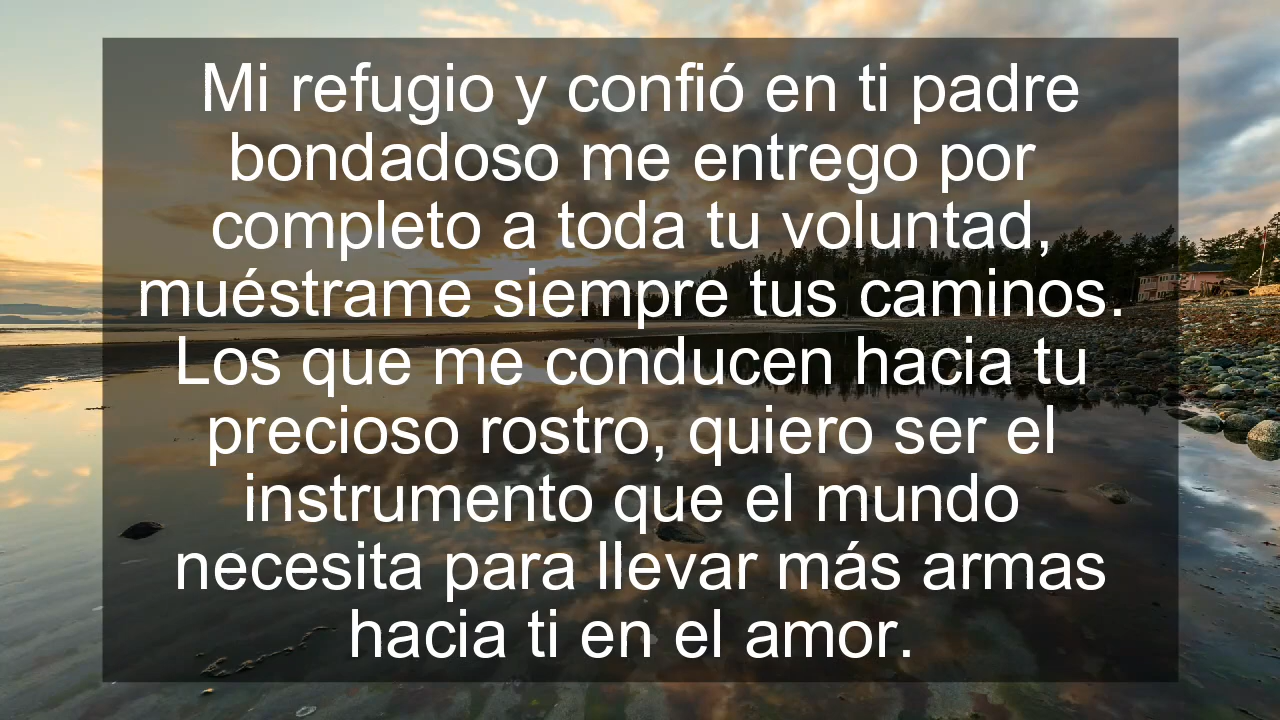 Mi refugio y confió en ti padre
bondadoso me entrego por
completo a toda tu voluntad,
muéstrame siempre tus caminos.
Los que me conducen hacia tu
precioso rostro, quiero ser el
instrumento que el mundo
necesita para llevar más armas
hacia ti en el amor.